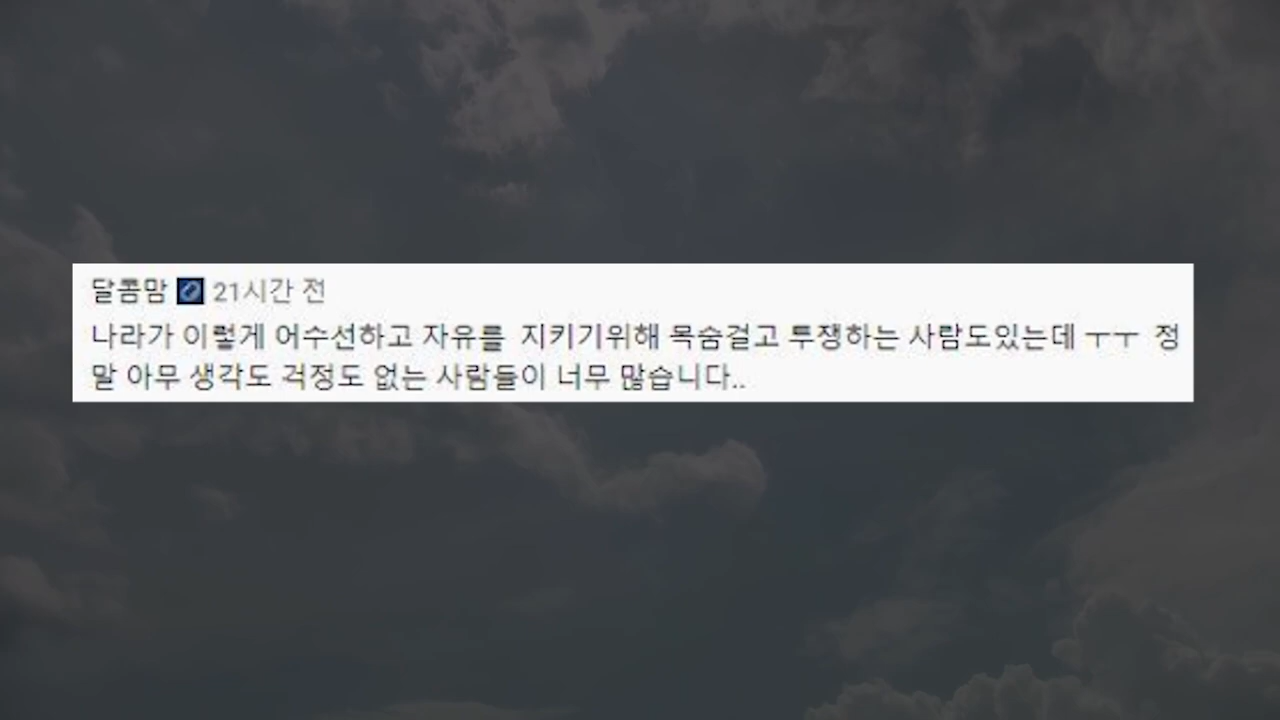 달콤맘 21시간 전
나라가 이렇게 어수선하고 자유를 지키기위해 목숨걸고 투쟁하는 사람도있는데 ㅜㅜ 정
말 아무 생각도 걱정도 없는 사람들이 너무 많습니다..